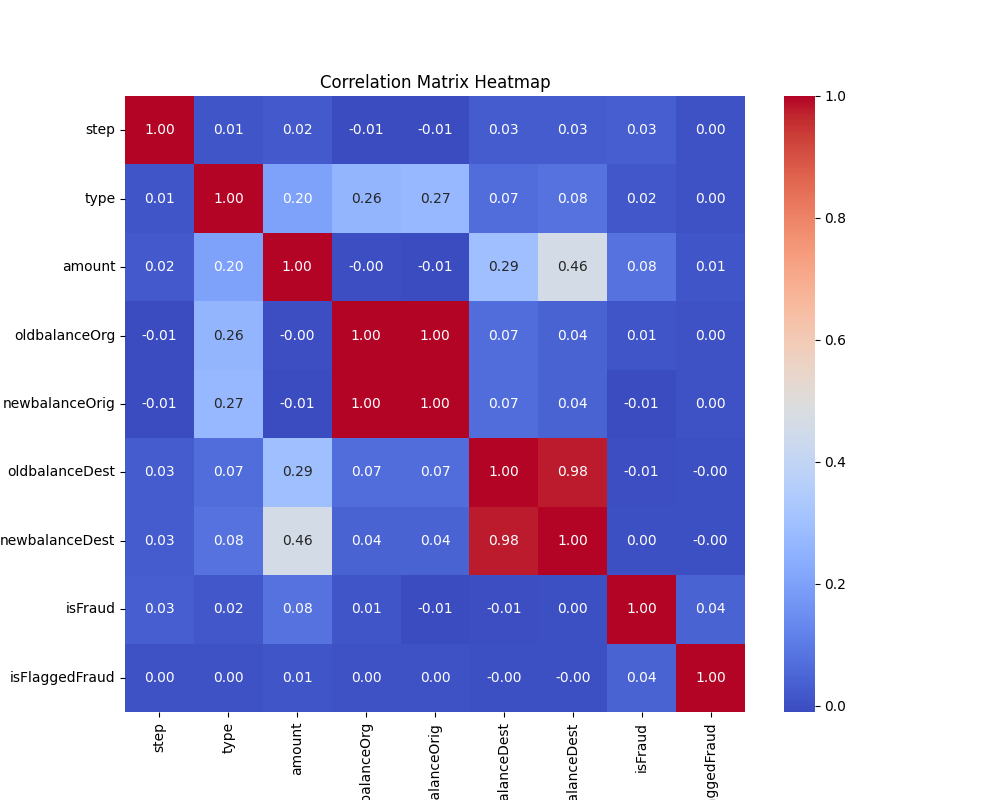 Correlation Matrix Heatmap
step 1.00 0.01 0.02 -0.01 -0.01 0.03 0.03 0.03 0.00
type 0.01 1.00 0.20 0.26 0.27 0.07 0.08 0.02 0.00
amount 0.02 0.20 1.00 -0.00 -0.01 0.29 0.46 0.08 0.01
oldbalanceOrg -0.01 0.26 -0.00 1.00 1.00 0.07 0.04 0.01 0.00
newbalanceOrig -0.01 0.27 -0.01 1.00 1.00 0.07 0.04 -0.01 0.00
oldbalanceDest 0.03 0.07 0.29 0.07 0.07 1.00 0.98 -0.01 -0.00
newbalanceDest 0.03 0.08 0.46 0.04 0.04 0.98 1.00 0.00 -0.00
isFraud 0.03 0.02 0.08 0.01 -0.01 -0.01 0.00 1.00 0.04
isFlaggedFraud 0.00 0.00 0.01 0.00 0.00 -0.00 -0.00 0.04 1.00
step
type
amount
balanceOrg
alanceOrig
alanceDest
alanceDest
isFraud
ggedFraud
1.0
0.8
0.6
0.4
0.2
0.0